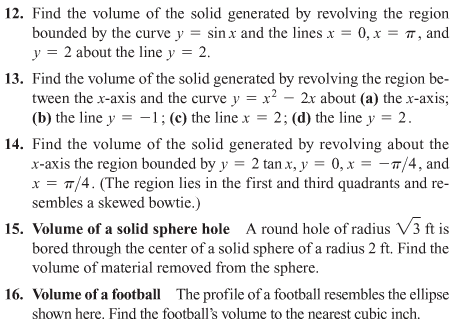 12. Find the volume of the solid generated by revolving the region
bounded by the curve y = sin x and the lines x = 0, x = π, and
y = 2 about the line y = 2.
13. Find the volume of the solid generated by revolving the region be-
tween the x-axis and the curve y = x² − 2x about (a) the x-axis;
(b) the line y = −1; (c) the line x = 2; (d) the line y = 2.
14. Find the volume of the solid generated by revolving about the
x-axis the region bounded by y = 2 tan x, y = 0, x = −π/4, and
x = π/4. (The region lies in the first and third quadrants and re-
sembles a skewed bowtie.)
15. Volume of a solid sphere hole A round hole of radius √3 ft is
bored through the center of a solid sphere of a radius 2 ft. Find the
volume of material removed from the sphere.
16. Volume of a football The profile of a football resembles the ellipse
shown here. Find the football's volume to the nearest cubic inch.